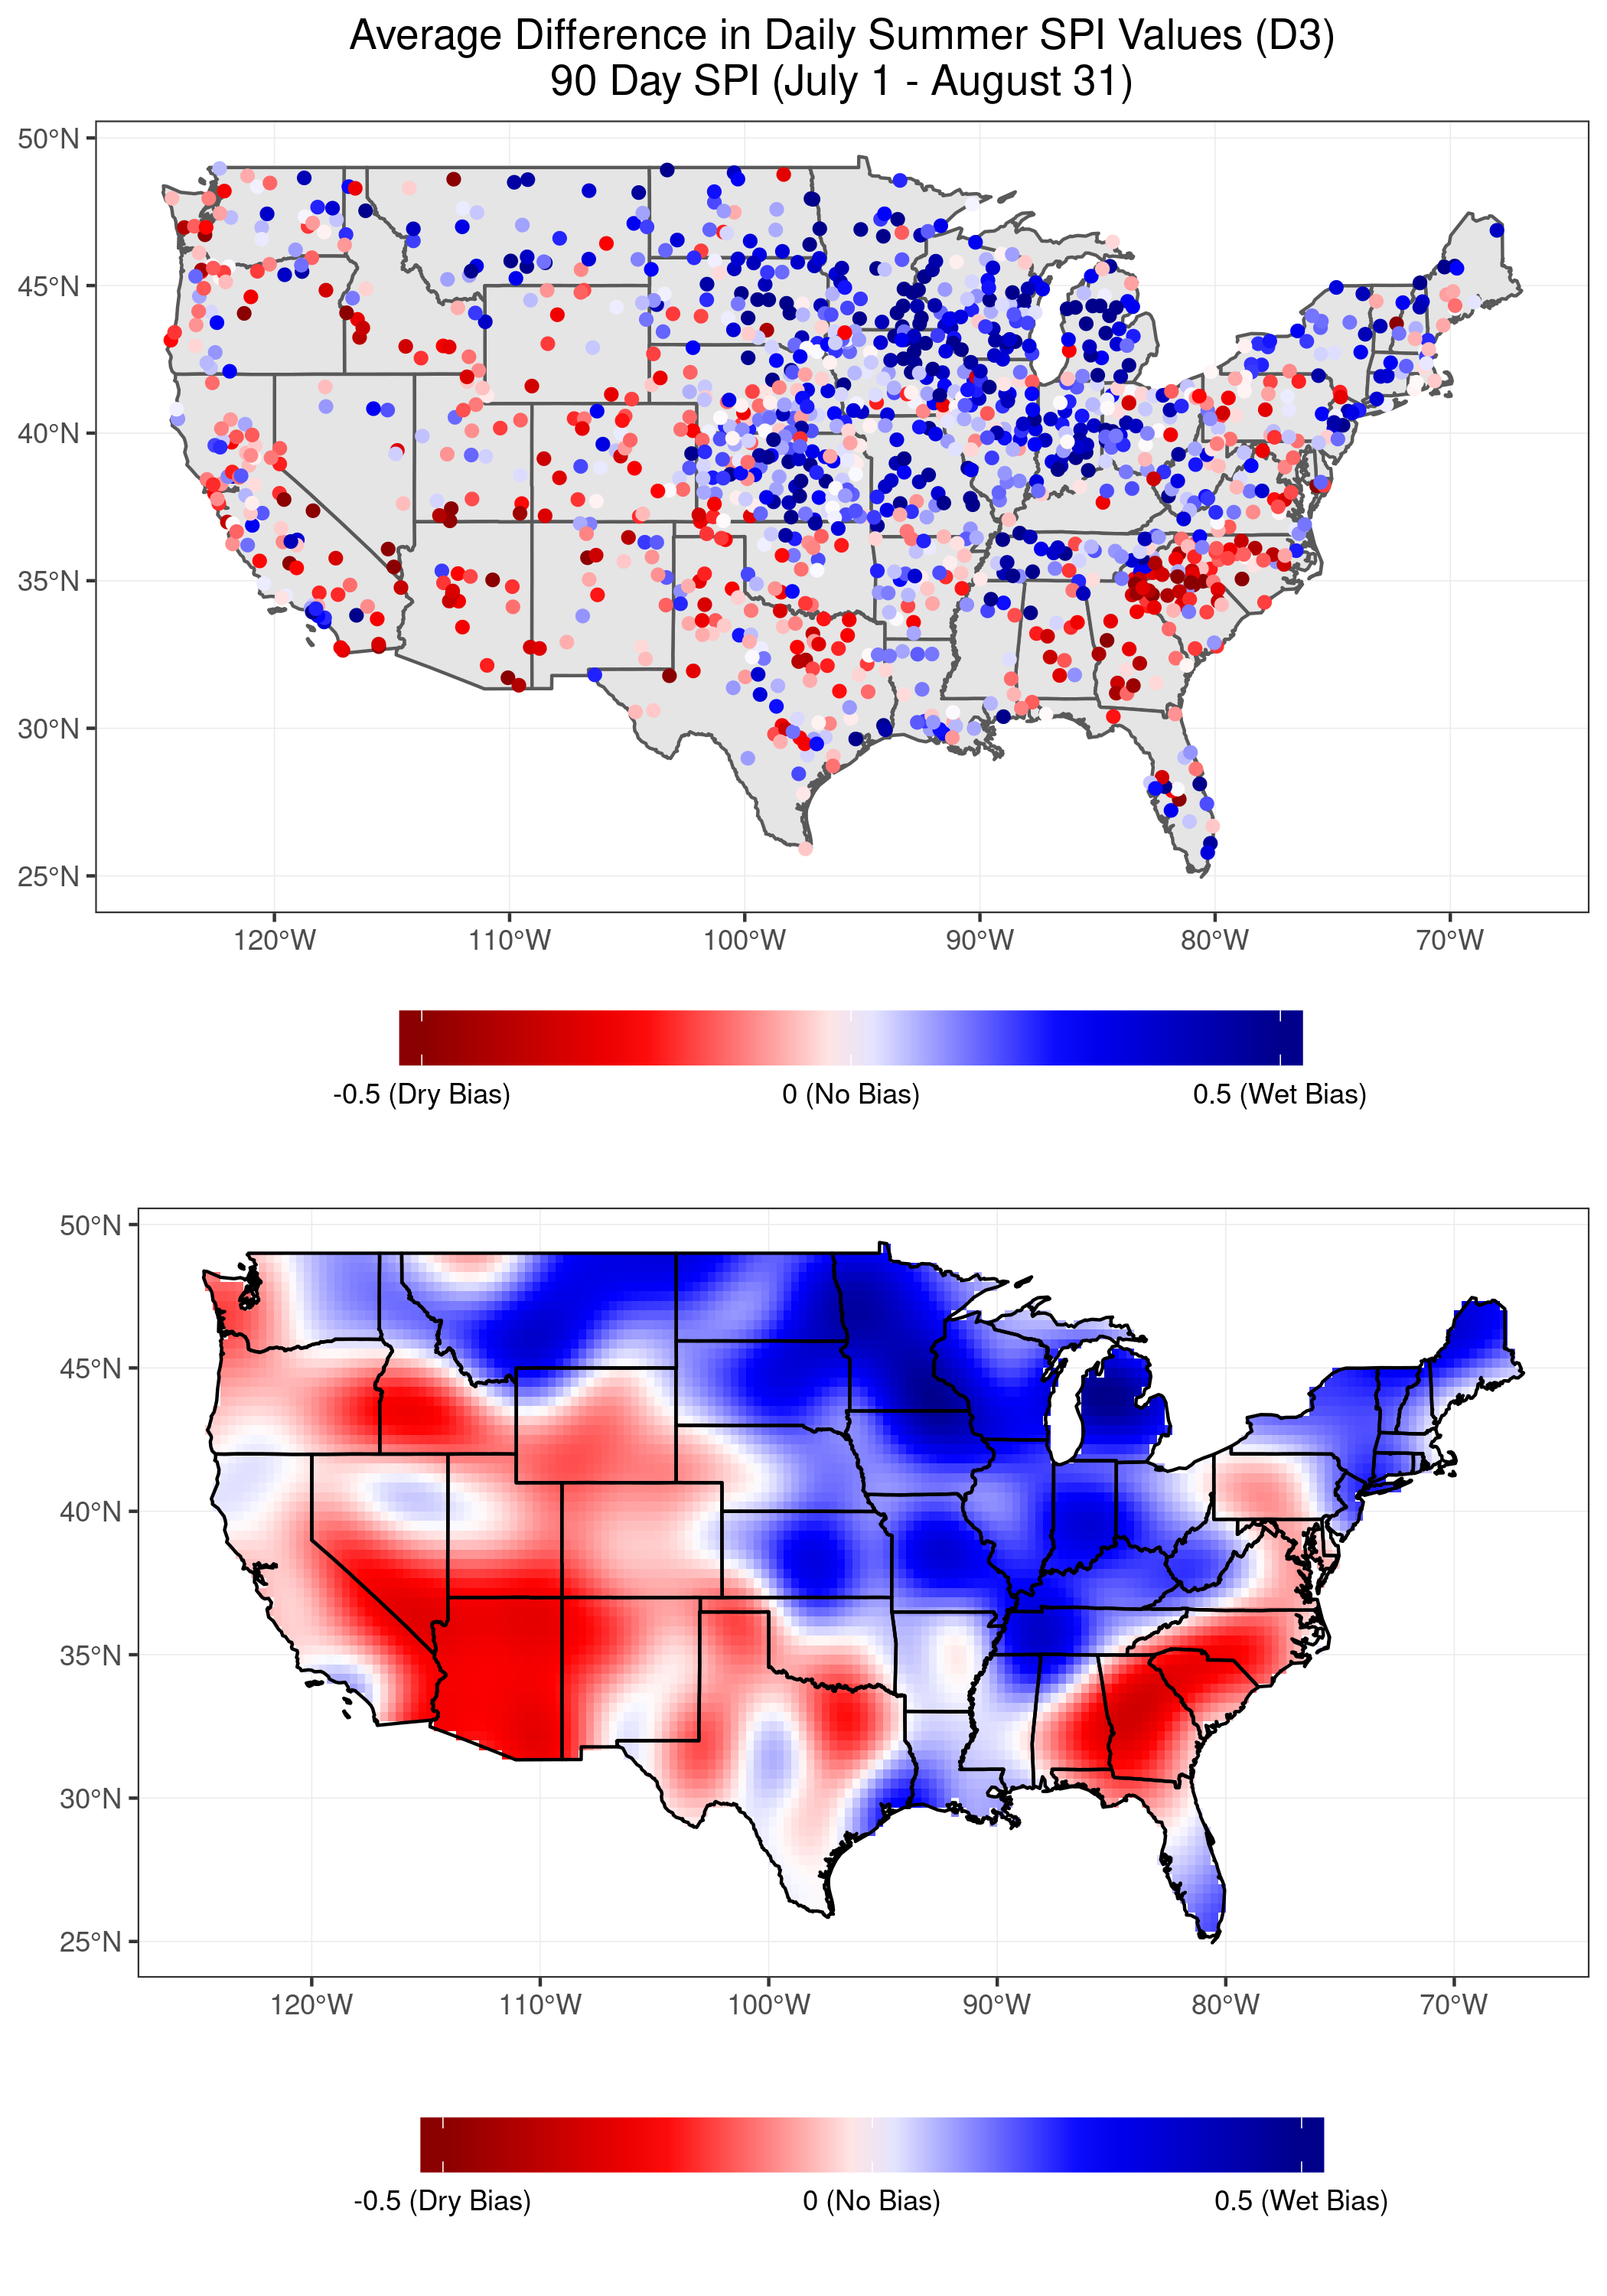 Average Difference in Daily Summer SPI Values (D3)
90 Day SPI (July 1 - August 31)
50°N
45°N
40°N
35°N
30°N
25°N
120°W 110°W 100°W 90°W 80°W 70°W
-0.5 (Dry Bias) 0 (No Bias) 0.5 (Wet Bias)
50°N
45°N
40°N
35°N
30°N
25°N
120°W 110°W 100°W 90°W 80°W 70°W
-0.5 (Dry Bias) 0 (No Bias) 0.5 (Wet Bias)